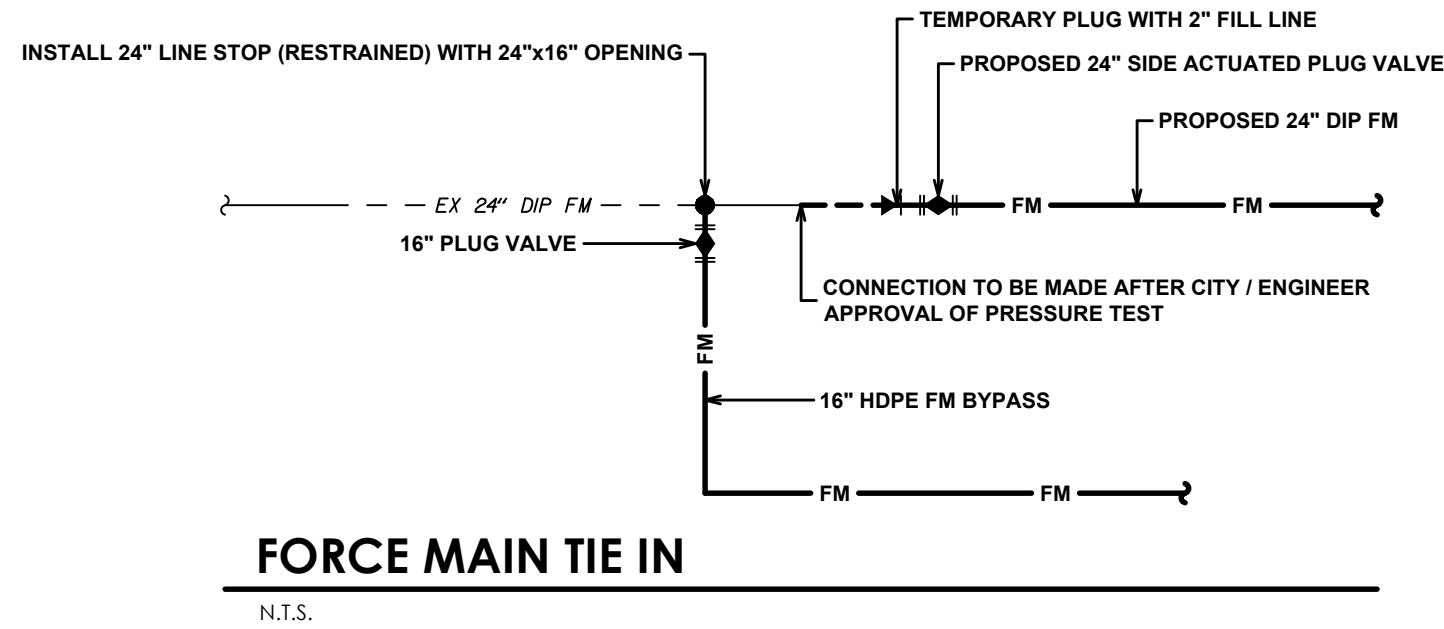 TEMPORARY PLUG WITH 2" FILL LINE
INSTALL 24" LINE STOP (RESTRAINED) WITH 24"x16" OPENING
PROPOSED 24" SIDE ACTUATED PLUG VALVE
PROPOSED 24" DIP FM
EX 24" DIP FM
FM
FM
16" PLUG VALVE
CONNECTION TO BE MADE AFTER CITY / ENGINEER
APPROVAL OF PRESSURE TEST
FM
16" HDPE FM BYPASS
FM
FM
FORCE MAIN TIE IN
N.T.S.